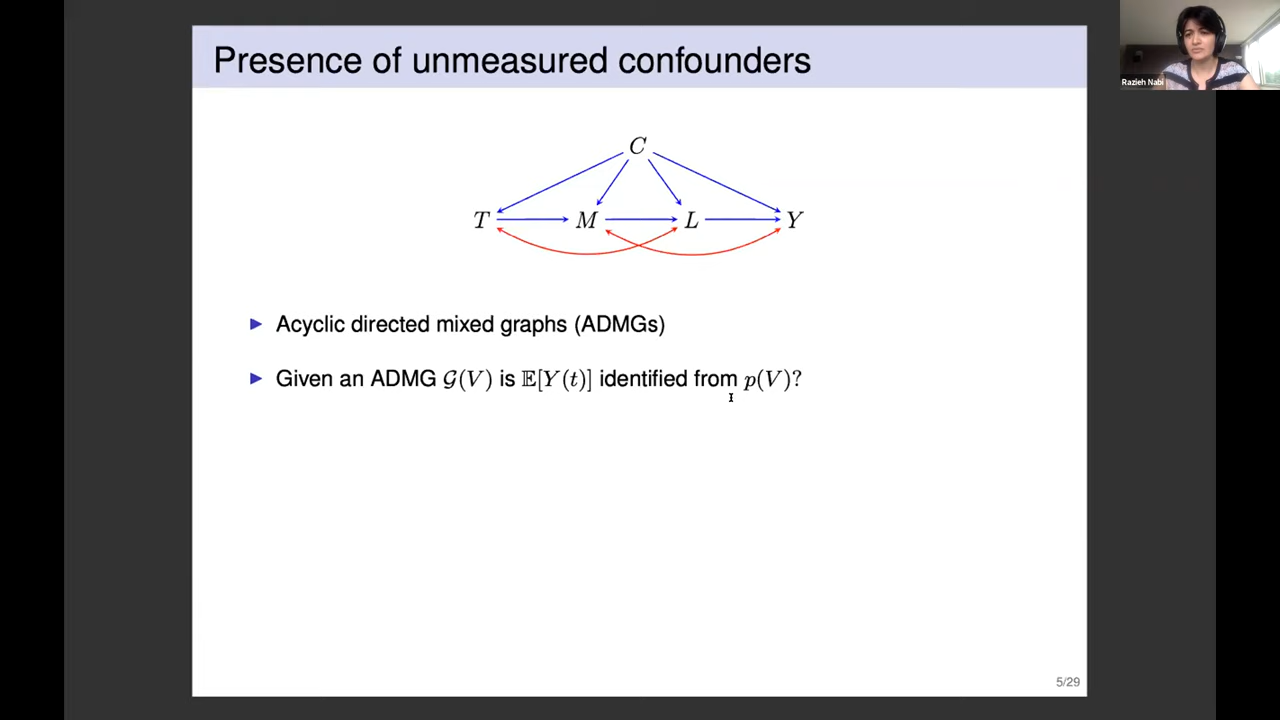 Presence of unmeasured confounders
C
T M L Y
▶ Acyclic directed mixed graphs (ADMGs)
▶ Given an ADMG 𝒢(V) is 𝔼[Y(t)] identified from p(V)?
5/29
Razieh Nabi